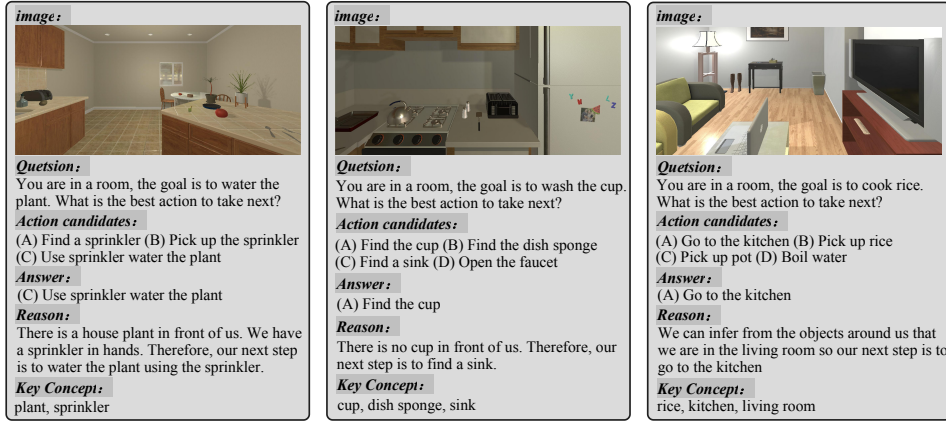 image:
Quetsion:
You are in a room, the goal is to water the
plant. What is the best action to take next?
Action candidates:
(A) Find a sprinkler (B) Pick up the sprinkler
(C) Use sprinkler water the plant
Answer:
(C) Use sprinkler water the plant
Reason:
There is a house plant in front of us. We have
a sprinkler in hands. Therefore, our next step
is to water the plant using the sprinkler.
Key Concept:
plant, sprinkler
image:
Quetsion:
You are in a room, the goal is to wash the cup.
What is the best action to take next?
Action candidates:
(A) Find the cup (B) Find the dish sponge
(C) Find a sink (D) Open the faucet
Answer:
(A) Find the cup
Reason:
There is no cup in front of us. Therefore, our
next step is to find a sink.
Key Concept:
cup, dish sponge, sink
image:
Quetsion:
You are in a room, the goal is to cook rice.
What is the best action to take next?
Action candidates:
(A) Go to the kitchen (B) Pick up rice
(C) Pick up pot (D) Boil water
Answer:
(A) Go to the kitchen
Reason:
We can infer from the objects around us that
we are in the living room so our next step is to
go to the kitchen
Key Concept:
rice, kitchen, living room